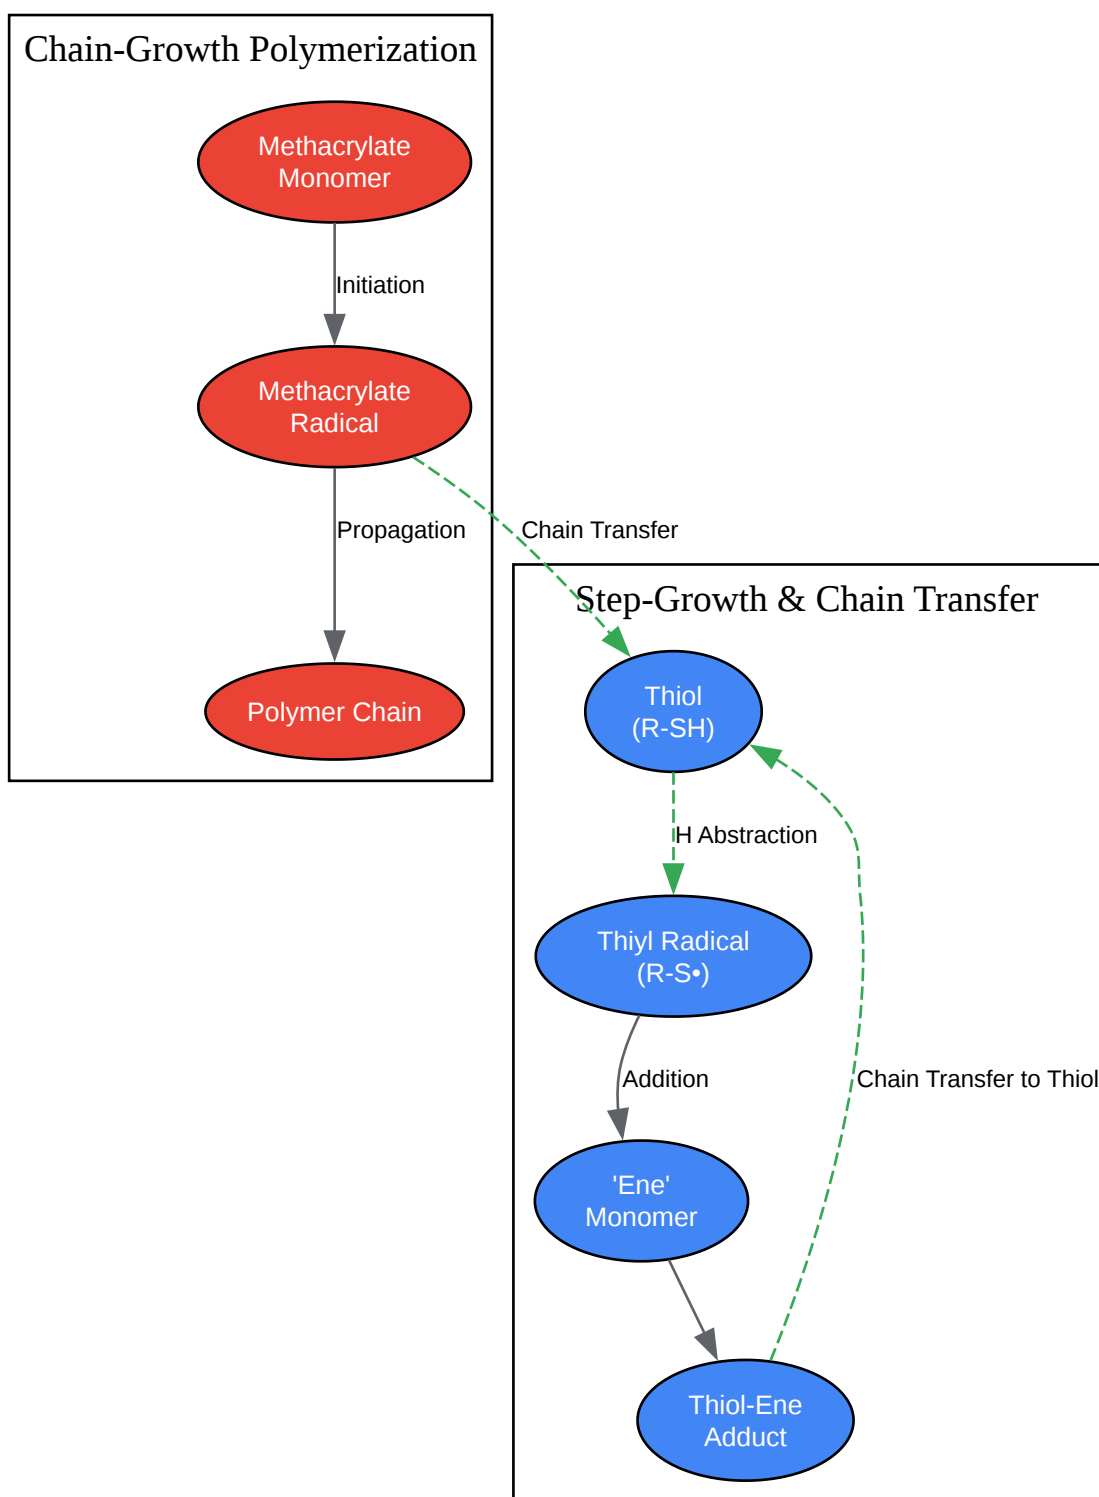 Chain-Growth Polymerization
Methacrylate
Monomer
Initiation
Methacrylate
Radical
Propagation
Chain Transfer
Polymer Chain
Step-Growth & Chain Transfer
Thiol
(R-SH)
H Abstraction
Thiyl Radical
(R-S•)
Addition
Chain Transfer to Thiol
'Ene'
Monomer
Thiol-Ene
Adduct